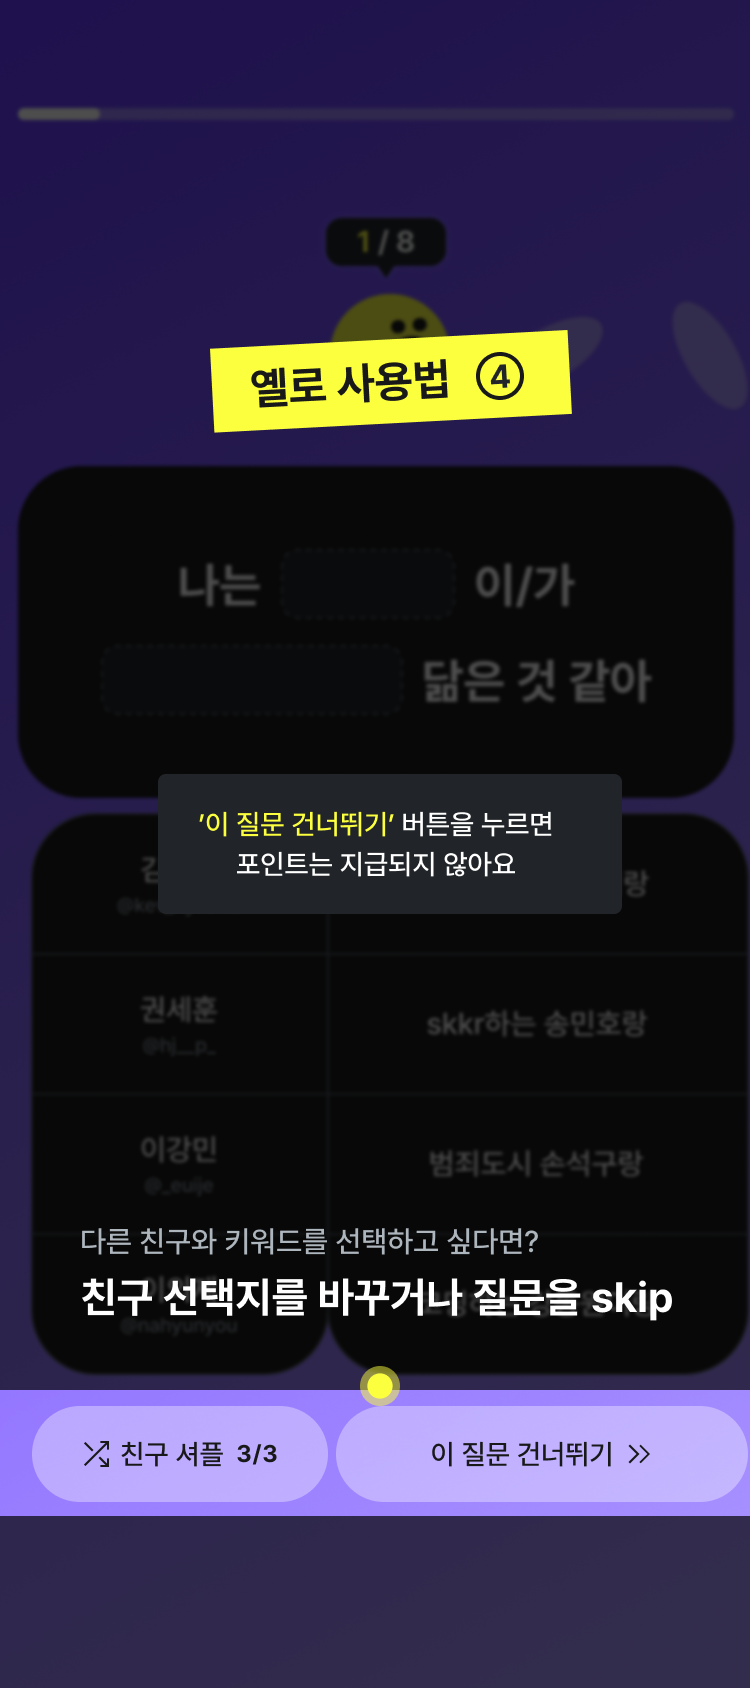 1 / 8
옐로 사용법 ④
나는 이/가
닮은 것 같아
'이 질문 건너뛰기' 버튼을 누르면
포인트는 지급되지 않아요
랑
권세훈
@hj__p_
skkr하는 송민호랑
이강민
@_euije
범죄도시 손석구랑
다른 친구와 키워드를 선택하고 싶다면?
친구 선택지를 바꾸거나 질문을 skip
@nahyunyou
친구 셔플 3/3
이 질문 건너뛰기